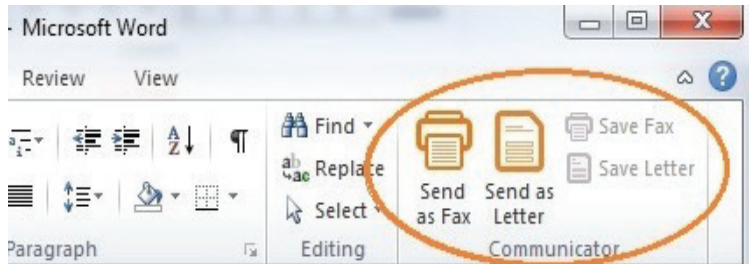 - Microsoft Word
Review View
Find
Replace
Select
Editing
Send as Fax
Send as Letter
Save Fax
Save Letter
Paragraph
Communicator